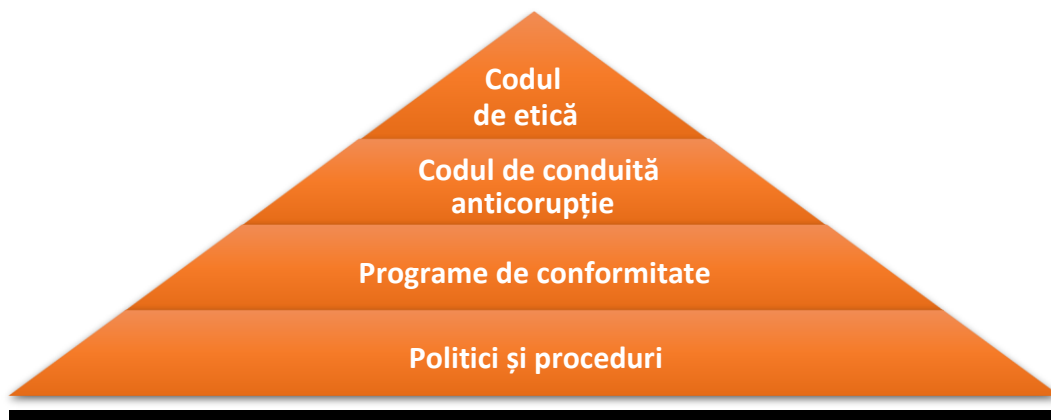 Codul
de etică
Codul de conduită
anticorupție
Programe de conformitate
Politici și proceduri